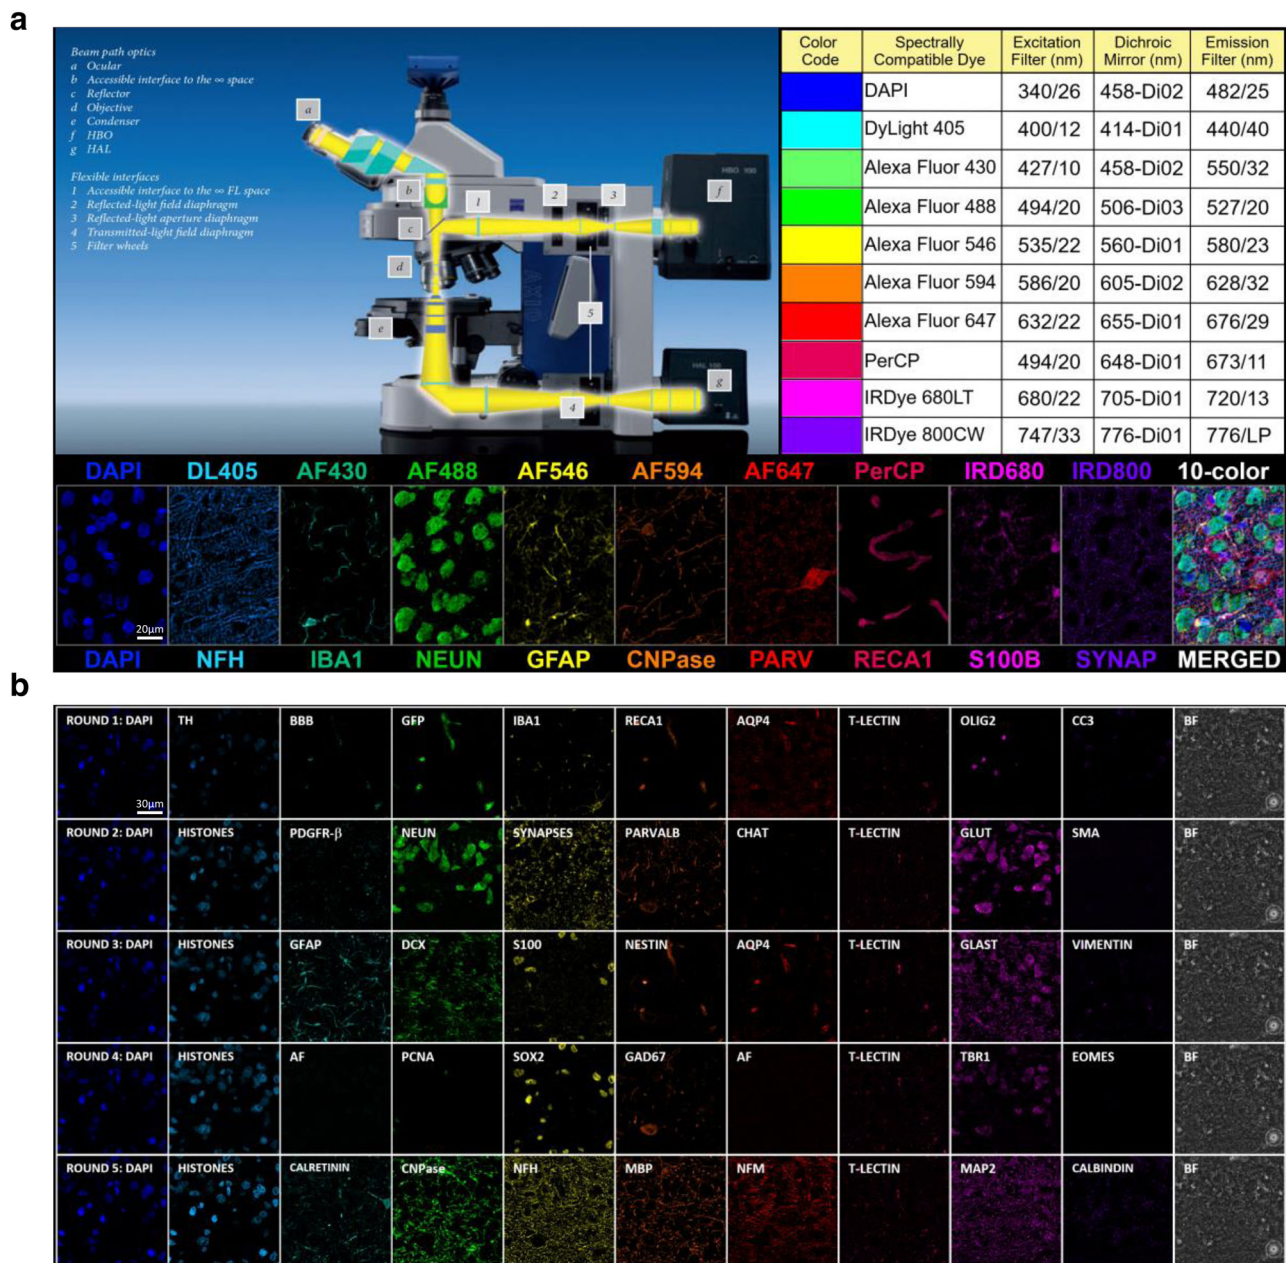 a
Beam path optics
a Ocular
b Accessible interface to the ∞ space
c Reflector
d Objective
e Condenser
f HBO
g HAL
Flexible interfaces
1 Accessible interface to the ∞ FL space
2 Reflected-light field diaphragm
3 Reflected-light aperture diaphragm
4 Transmitted-light field diaphragm
5 Filter wheels
a
b
1
2
3
f
HBO 100
c
d
5
e
AXIO
HAL 100
g
4
Color Code Spectrally Compatible Dye Excitation Filter (nm) Dichroic Mirror (nm) Emission Filter (nm)
DAPI 340/26 458-Di02 482/25
DyLight 405 400/12 414-Di01 440/40
Alexa Fluor 430 427/10 458-Di02 550/32
Alexa Fluor 488 494/20 506-Di03 527/20
Alexa Fluor 546 535/22 560-Di01 580/23
Alexa Fluor 594 586/20 605-Di02 628/32
Alexa Fluor 647 632/22 655-Di01 676/29
PerCP 494/20 648-Di01 673/11
IRDye 680LT 680/22 705-Di01 720/13
IRDye 800CW 747/33 776-Di01 776/LP
DAPI DL405 AF430 AF488 AF546 AF594 AF647 PerCP IRD680 IRD800 10-color
20µm
DAPI NFH IBA1 NEUN GFAP CNPase PARV RECA1 S100B SYNAP MERGED
b
ROUND 1: DAPI TH BBB GFP IBA1 RECA1 AQP4 T-LECTIN OLIG2 CC3 BF
30µm
ROUND 2: DAPI HISTONES PDGFR-β NEUN SYNAPSES PARVALB CHAT T-LECTIN GLUT SMA BF
ROUND 3: DAPI HISTONES GFAP DCX S100 NESTIN AQP4 T-LECTIN GLAST VIMENTIN BF
ROUND 4: DAPI HISTONES AF PCNA SOX2 GAD67 AF T-LECTIN TBR1 EOMES BF
ROUND 5: DAPI HISTONES CALRETININ CNPase NFH MBP NFM T-LECTIN MAP2 CALBINDIN BF